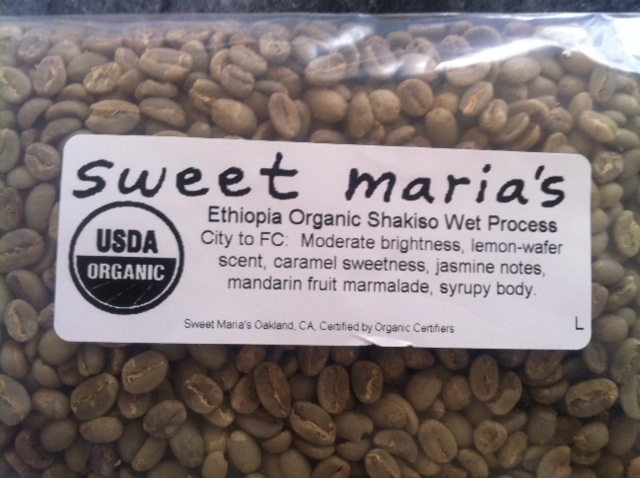 sweet maria's
USDA
ORGANIC
Ethiopia Organic Shakiso Wet Process
City to FC: Moderate brightness, lemon-wafer
scent, caramel sweetness, jasmine notes,
mandarin fruit marmalade, syrupy body.
Sweet Maria's Oakland, CA, Certified by Organic Certifiers
L